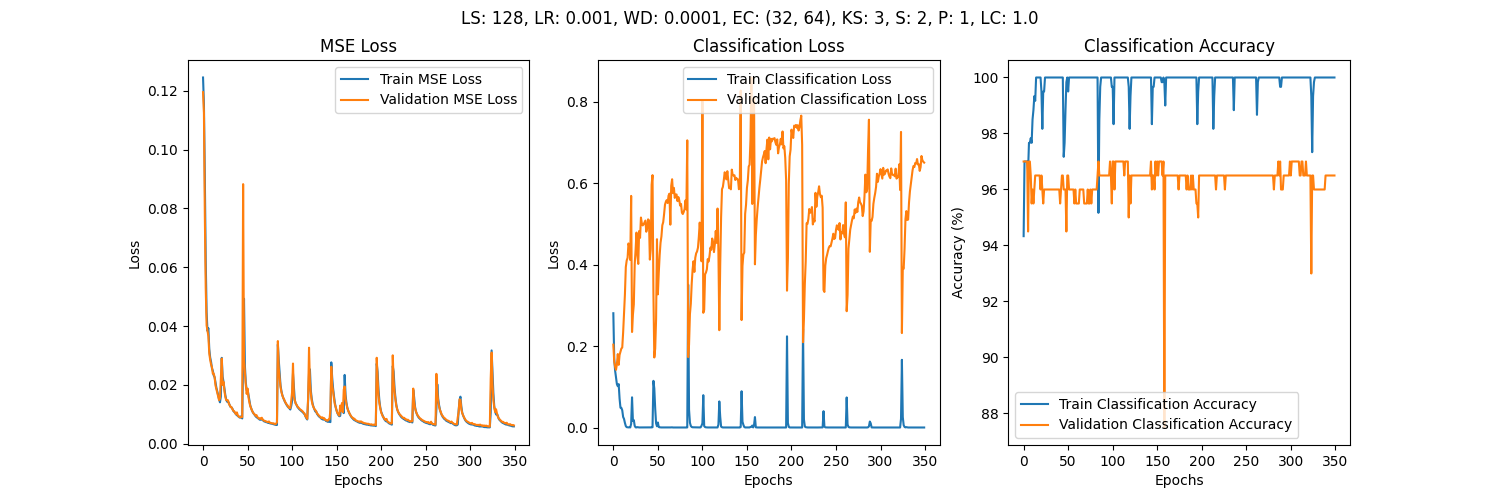 LS: 128, LR: 0.001, WD: 0.0001, EC: (32, 64), KS: 3, S: 2, P: 1, LC: 1.0
MSE Loss
Train MSE Loss
Validation MSE Loss
0.12
0.10
0.08
0.06
0.04
0.02
0.00
Loss
0 50 100 150 200 250 300 350
Epochs
Classification Loss
Train Classification Loss
Validation Classification Loss
0.8
0.6
0.4
0.2
0.0
Loss
0 50 100 150 200 250 300 350
Epochs
Classification Accuracy
100
98
96
94
92
90
88
Accuracy (%)
Train Classification Accuracy
Validation Classification Accuracy
0 50 100 150 200 250 300 350
Epochs